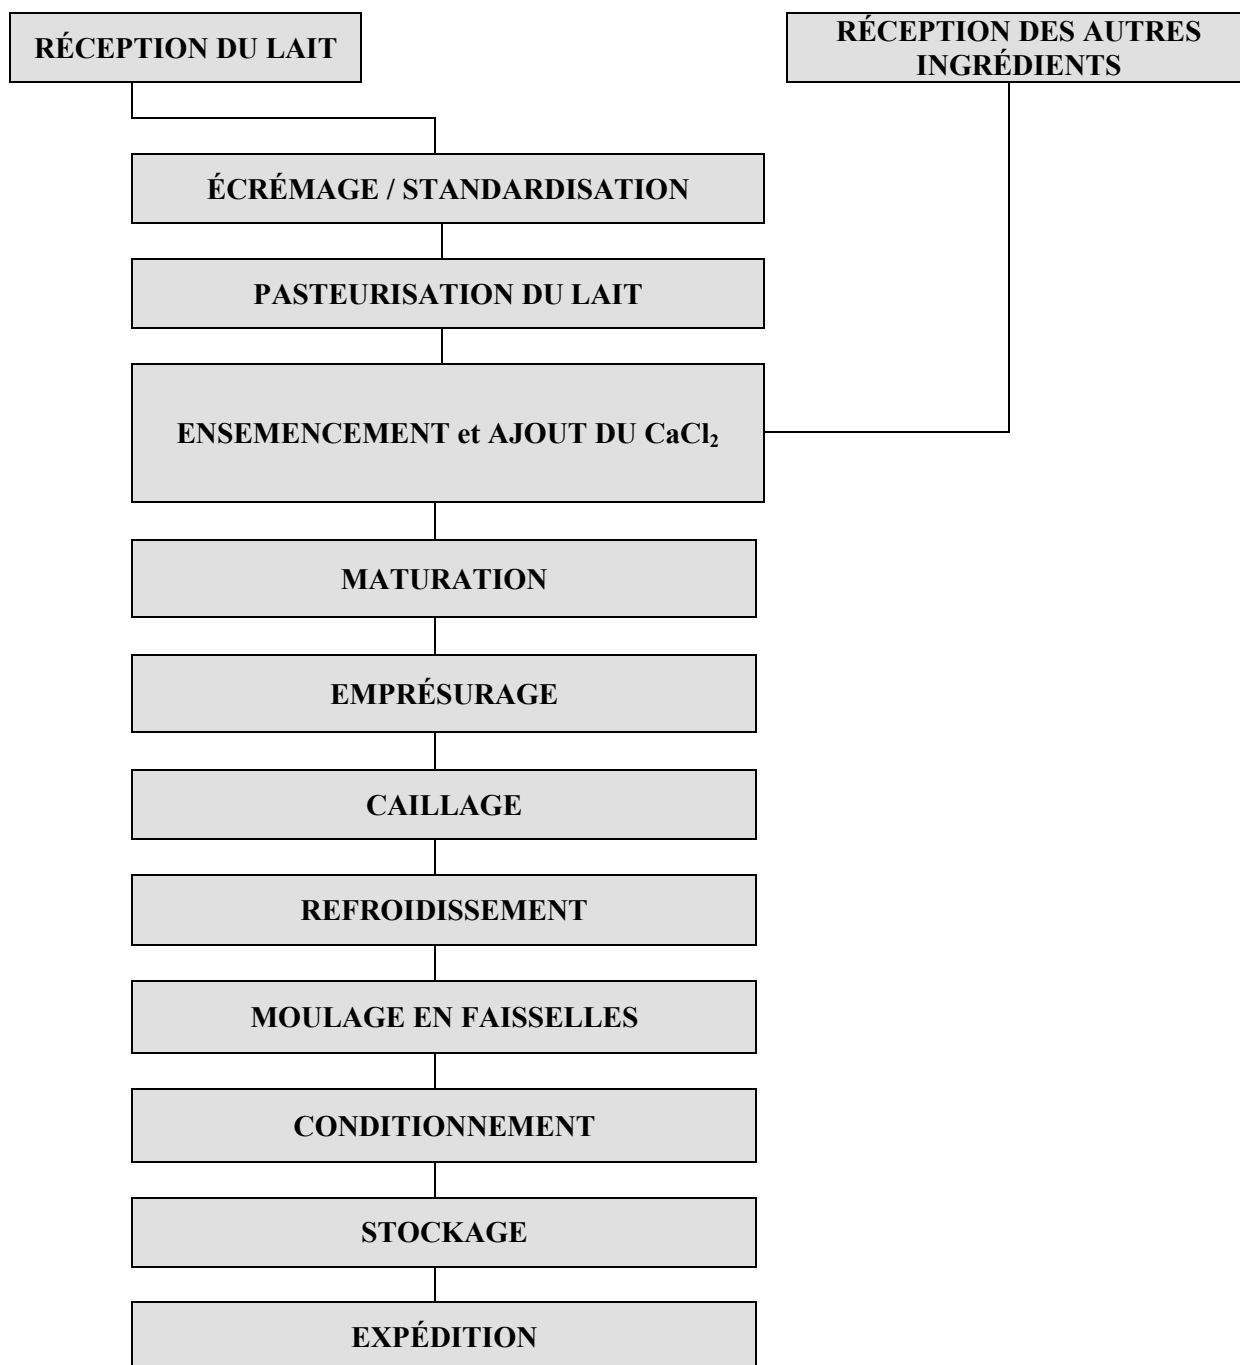 RÉCEPTION DU LAIT
RÉCEPTION DES AUTRES
INGRÉDIENTS
ÉCRÉMAGE / STANDARDISATION
PASTEURISATION DU LAIT
ENSEMENCEMENT et AJOUT DU CaCl₂
MATURATION
EMPRÉSURAGE
CAILLAGE
REFROIDISSEMENT
MOULAGE EN FAISSELLES
CONDITIONNEMENT
STOCKAGE
EXPÉDITION